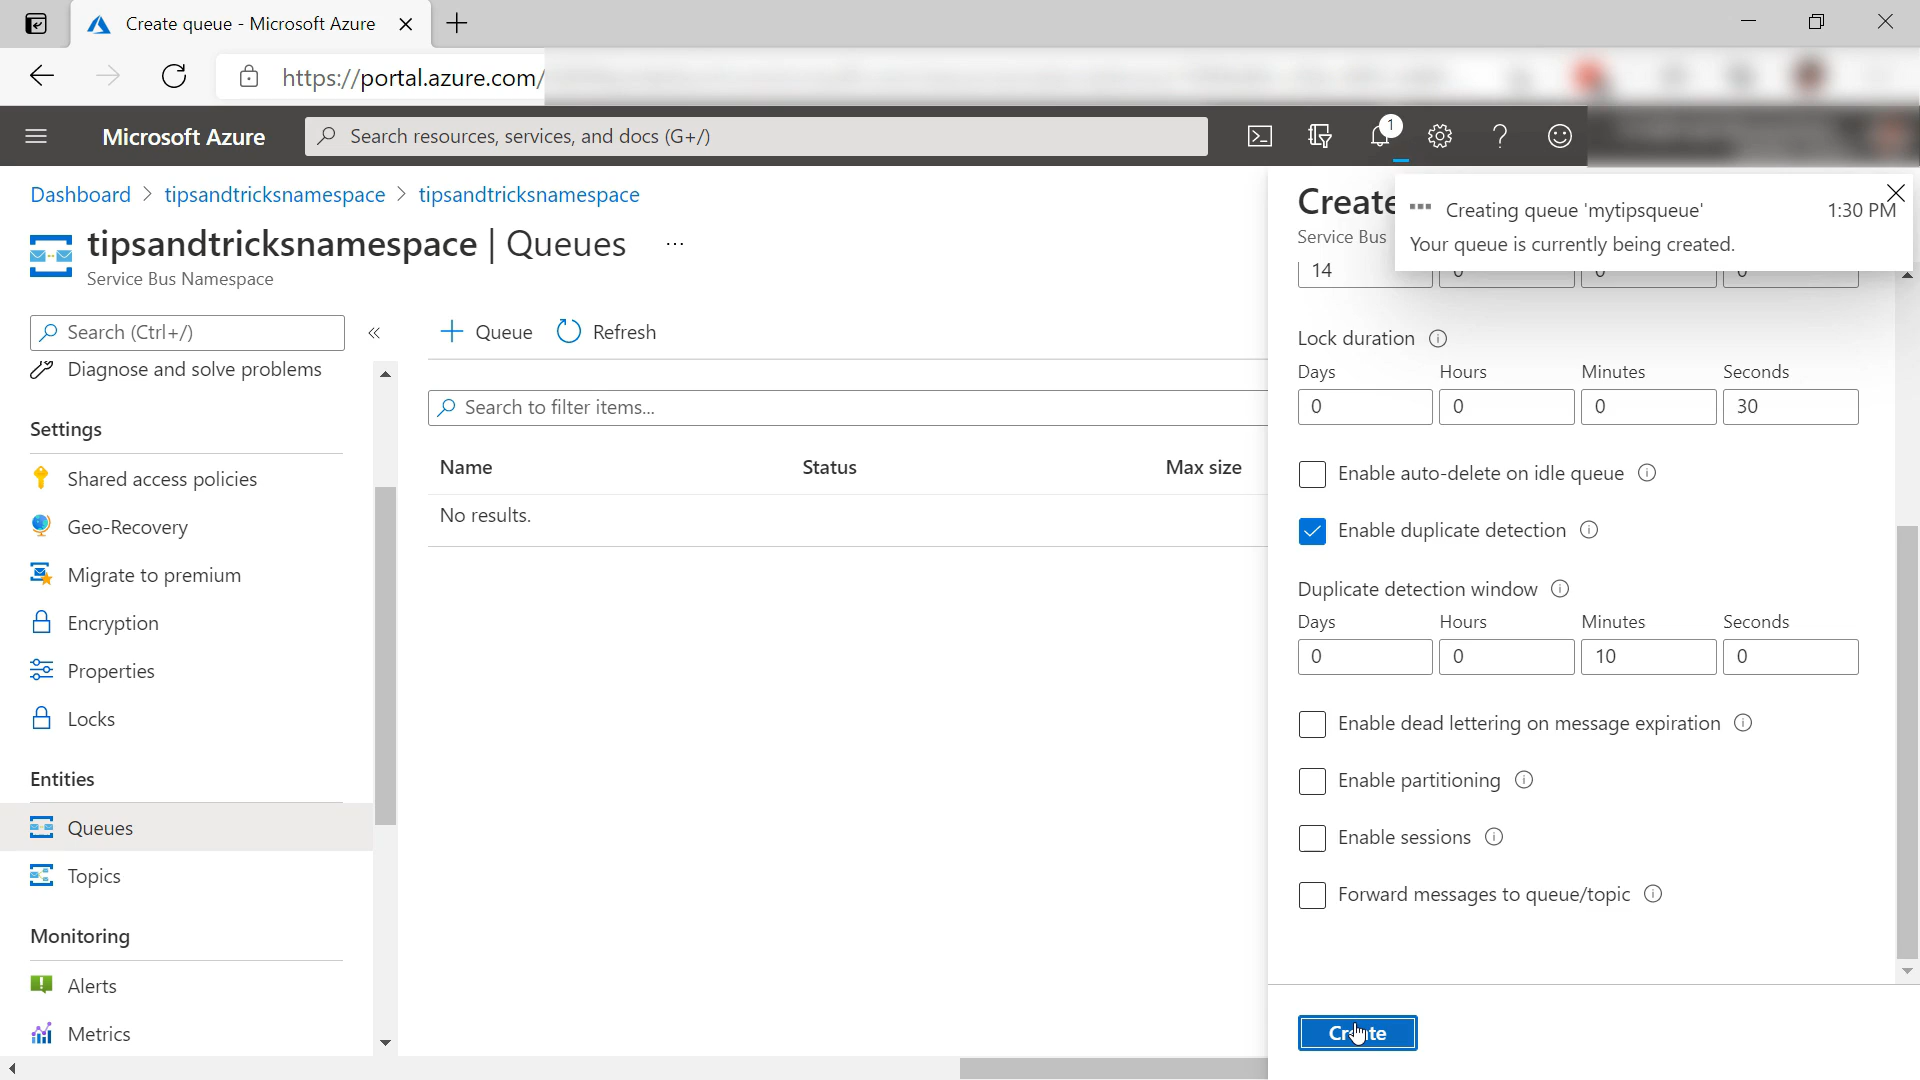 Create queue - Microsoft Azure
https://portal.azure.com/
Microsoft Azure
Search resources, services, and docs (G+/)
1
Dashboard > tipsandtricksnamespace > tipsandtricksnamespace
tipsandtricksnamespace | Queues ...
Service Bus Namespace
Search (Ctrl+/)
«
Diagnose and solve problems
Settings
Shared access policies
Geo-Recovery
Migrate to premium
Encryption
Properties
Locks
Entities
Queues
Topics
Monitoring
Alerts
Metrics
Queue
Refresh
Search to filter items...
Name Status Max size
No results.
Create
Service Bus
Creating queue 'mytipsqueue' 1:30 PM
Your queue is currently being created.
14 0 0 0
Lock duration
Days Hours Minutes Seconds
0 0 0 30
Enable auto-delete on idle queue
Enable duplicate detection
Duplicate detection window
Days Hours Minutes Seconds
0 0 10 0
Enable dead lettering on message expiration
Enable partitioning
Enable sessions
Forward messages to queue/topic
Create